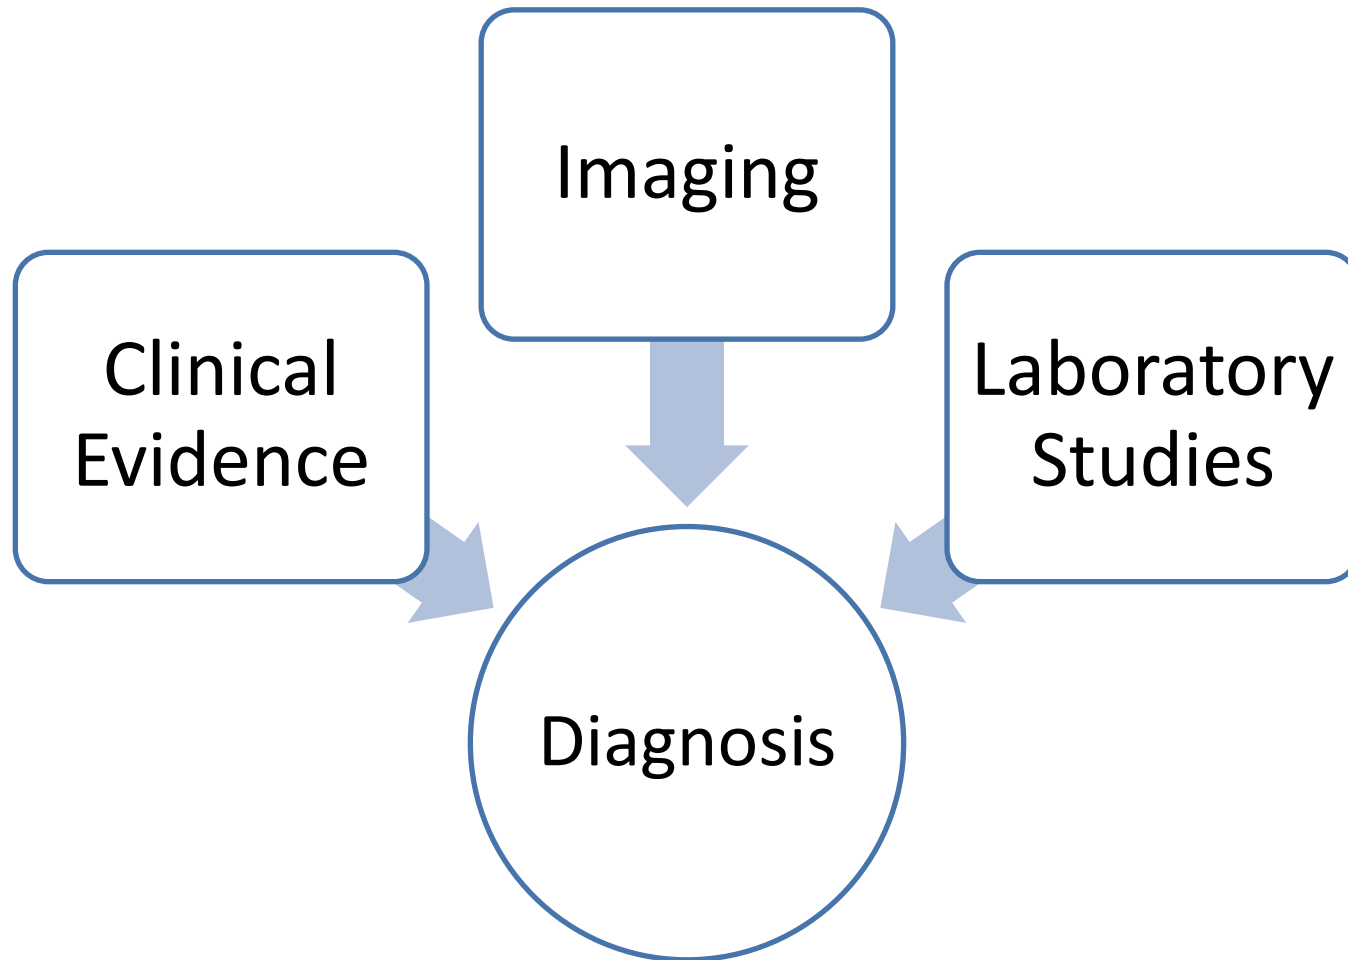 Imaging
Clinical
Evidence
Laboratory
Studies
Diagnosis